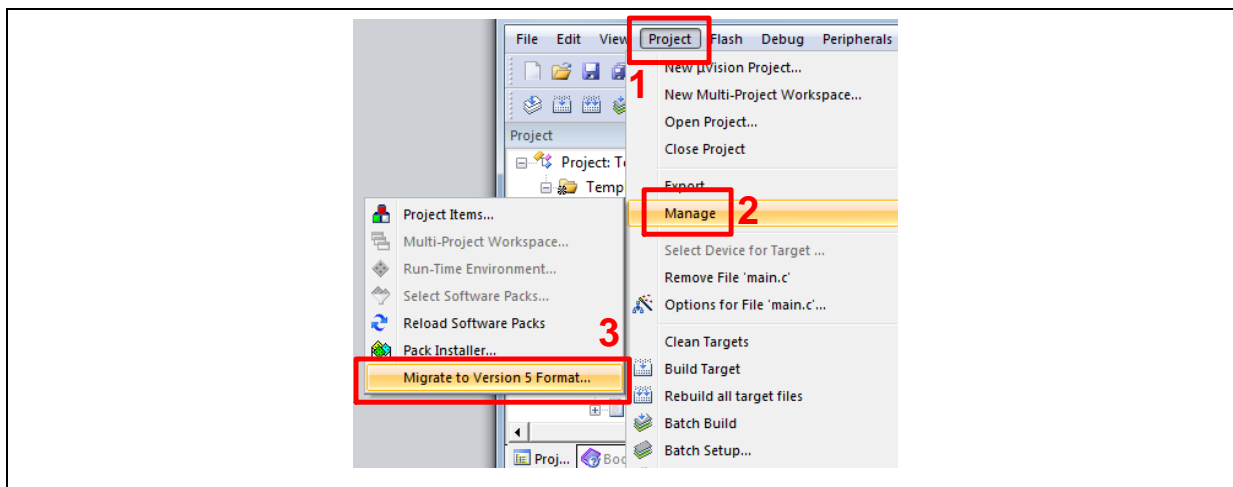 File Edit View Project Flash Debug Peripherals
1
New µVision Project...
New Multi-Project Workspace...
Open Project...
Close Project
Export
Manage 2
Select Device for Target ...
Remove File 'main.c'
Options for File 'main.c'...
Clean Targets
Build Target
Rebuild all target files
Batch Build
Batch Setup...
Project
Project: Te
Temp
Project Items...
Multi-Project Workspace...
Run-Time Environment...
Select Software Packs...
Reload Software Packs
3
Pack Installer...
Migrate to Version 5 Format...
Proj... Boo